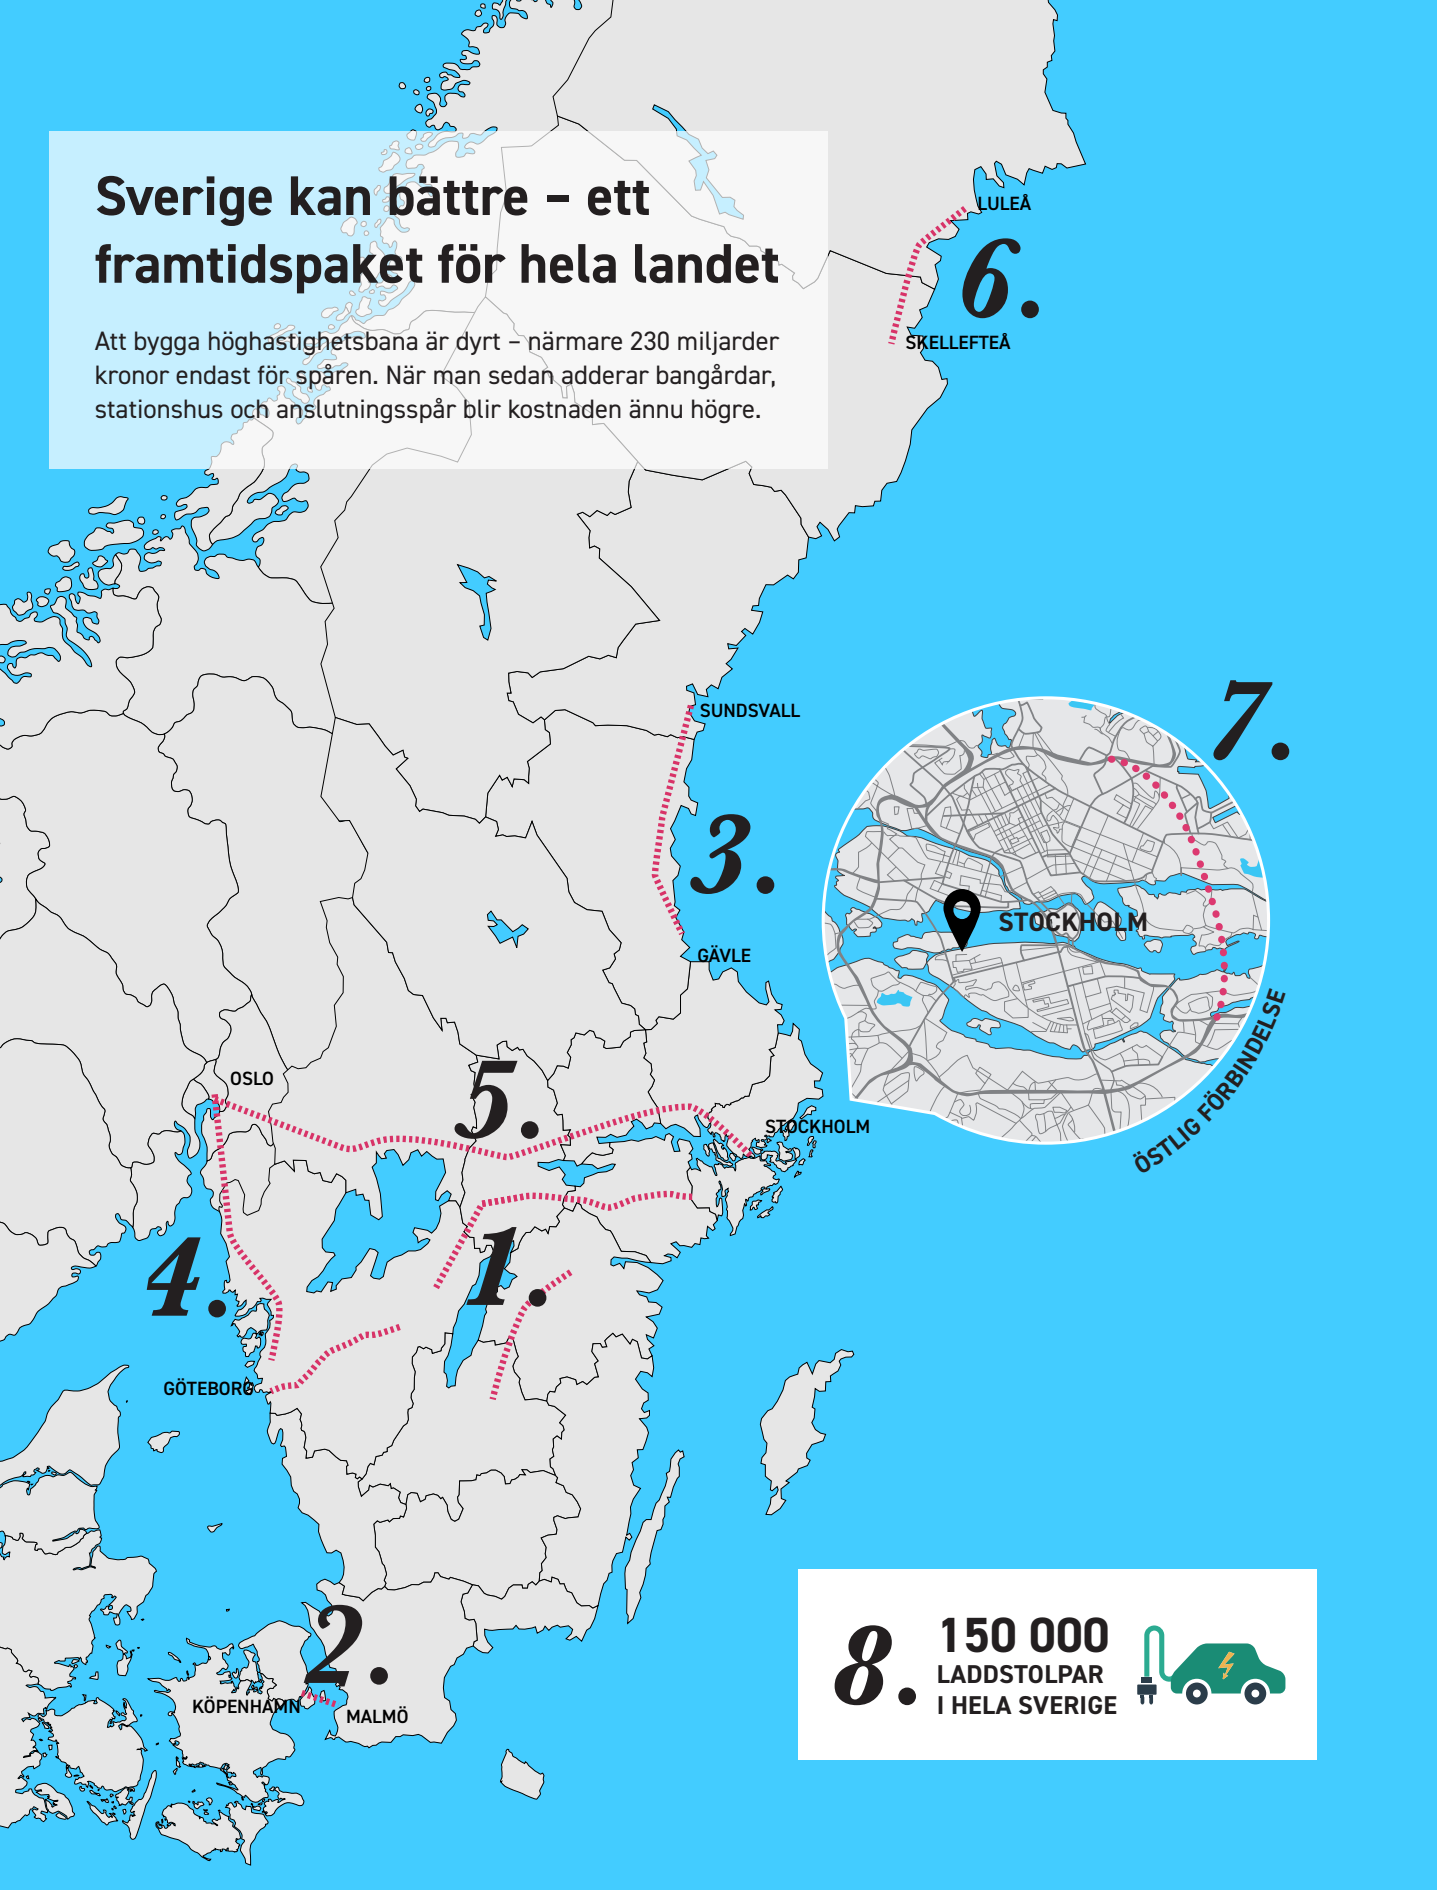 Sverige kan bättre – ett
framtidspaket för hela landet
Att bygga höghastighetsbana är dyrt – närmare 230 miljarder
kronor endast för spåren. När man sedan adderar bangårdar,
stationshus och anslutningsspår blir kostnaden ännu högre.
LULEÅ
6.
SKELLEFTEÅ
7.
SUNDSVALL
3.
STOCKHOLM
GÄVLE
ÖSTLIG FÖRBINDELSE
5.
OSLO
STOCKHOLM
4.
1.
GÖTEBORG
2.
KÖPENHAMN
MALMÖ
8.
150 000
LADDSTOLPAR
I HELA SVERIGE